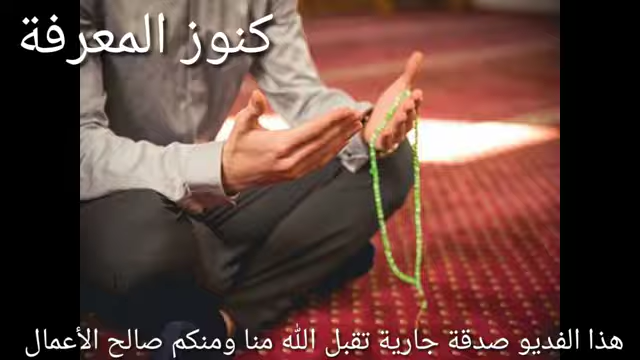 كنوز المعرفة
هذا الفديو صدقة جارية تقبل الله منا ومنكم صالح الأعمال